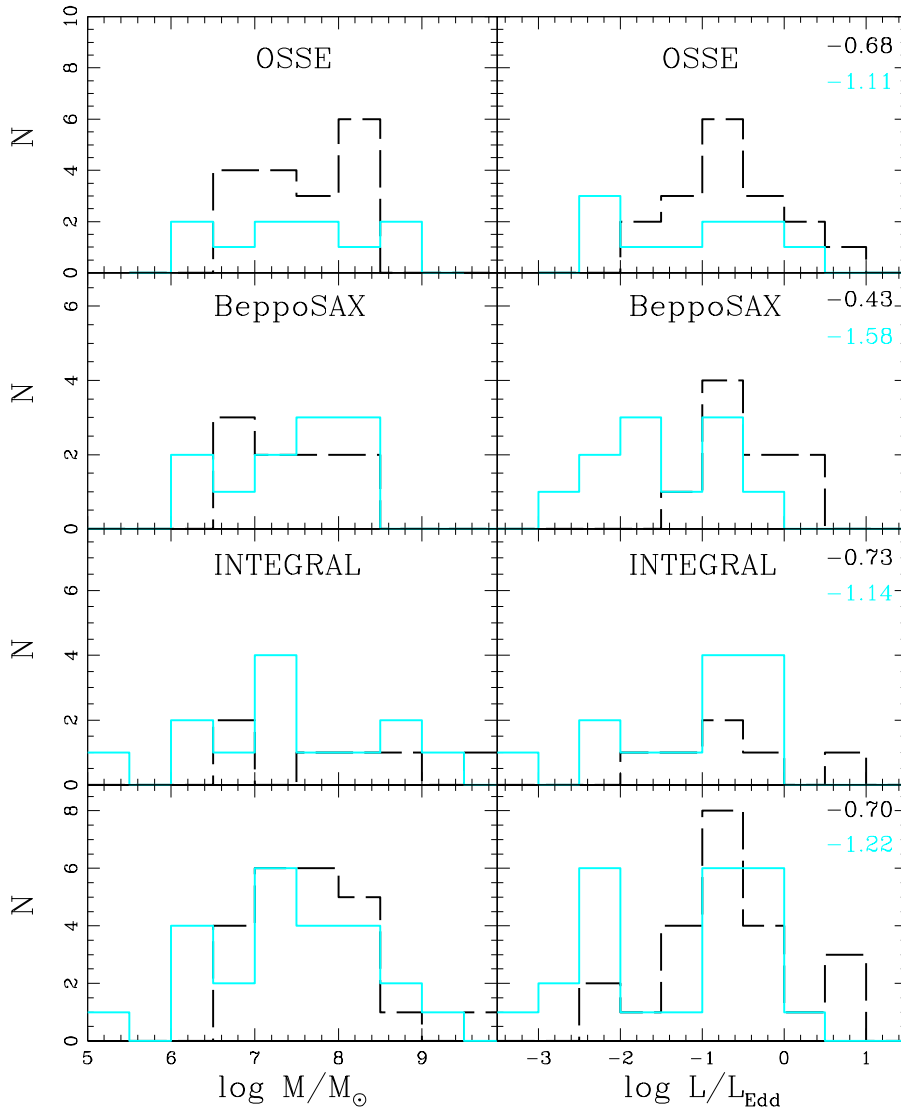 10
8
6
4
2
0
N
OSSE
OSSE
−0.68
−1.11
6
4
2
0
N
BeppoSAX
BeppoSAX
−0.43
−1.58
6
4
2
0
N
INTEGRAL
INTEGRAL
−0.73
−1.14
8
6
4
2
0
N
−0.70
−1.22
5 6 7 8 9 −3 −2 −1 0 1
log M/M☉ log L/L_Edd